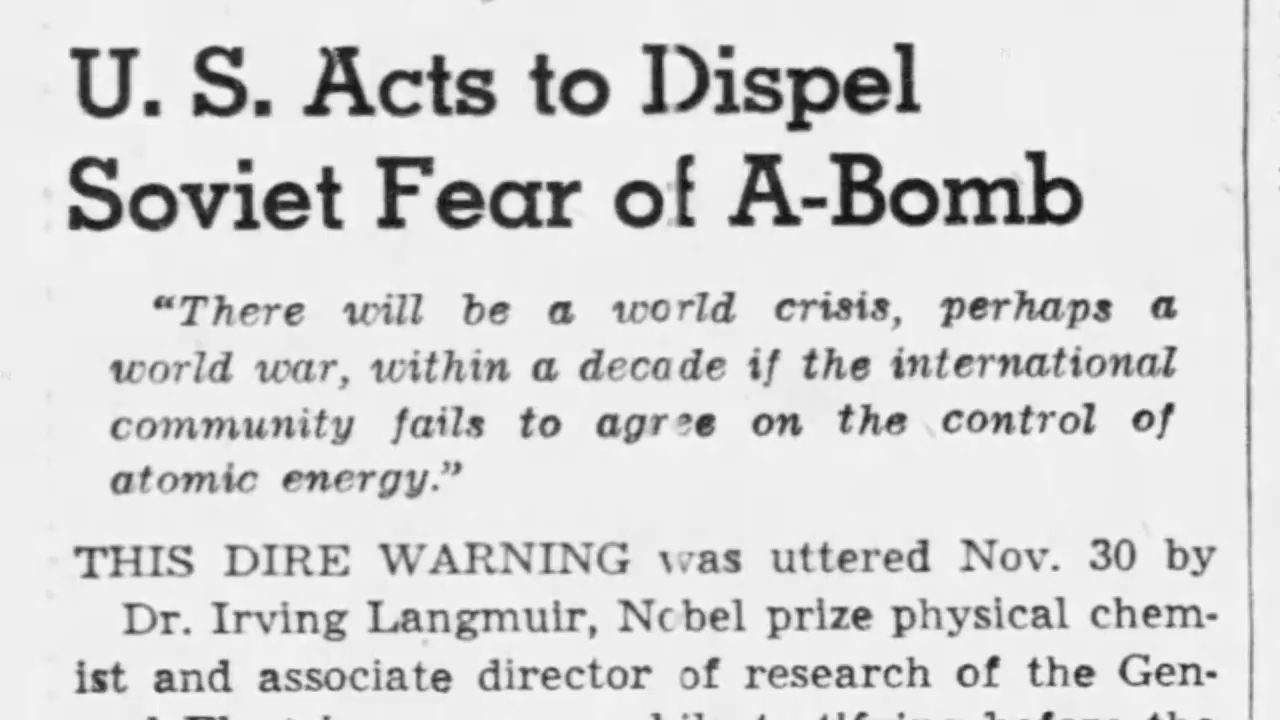 U. S. Acts to Dispel
Soviet Fear of A-Bomb
“There will be a world crisis, perhaps a
world war, within a decade if the international
community fails to agree on the control of
atomic energy.”
THIS DIRE WARNING was uttered Nov. 30 by
Dr. Irving Langmuir, Nobel prize physical chem-
ist and associate director of research of the Gen-